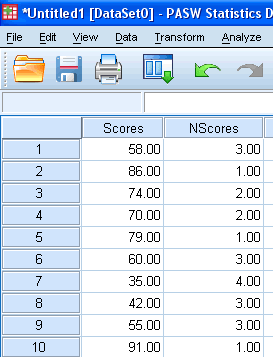 *Untitled1 [DataSet0] - PASW Statistics D
File Edit View Data Transform Analyze
Scores NScores
1 58.00 3.00
2 86.00 1.00
3 74.00 2.00
4 70.00 2.00
5 79.00 1.00
6 60.00 3.00
7 35.00 4.00
8 42.00 3.00
9 55.00 3.00
10 91.00 1.00